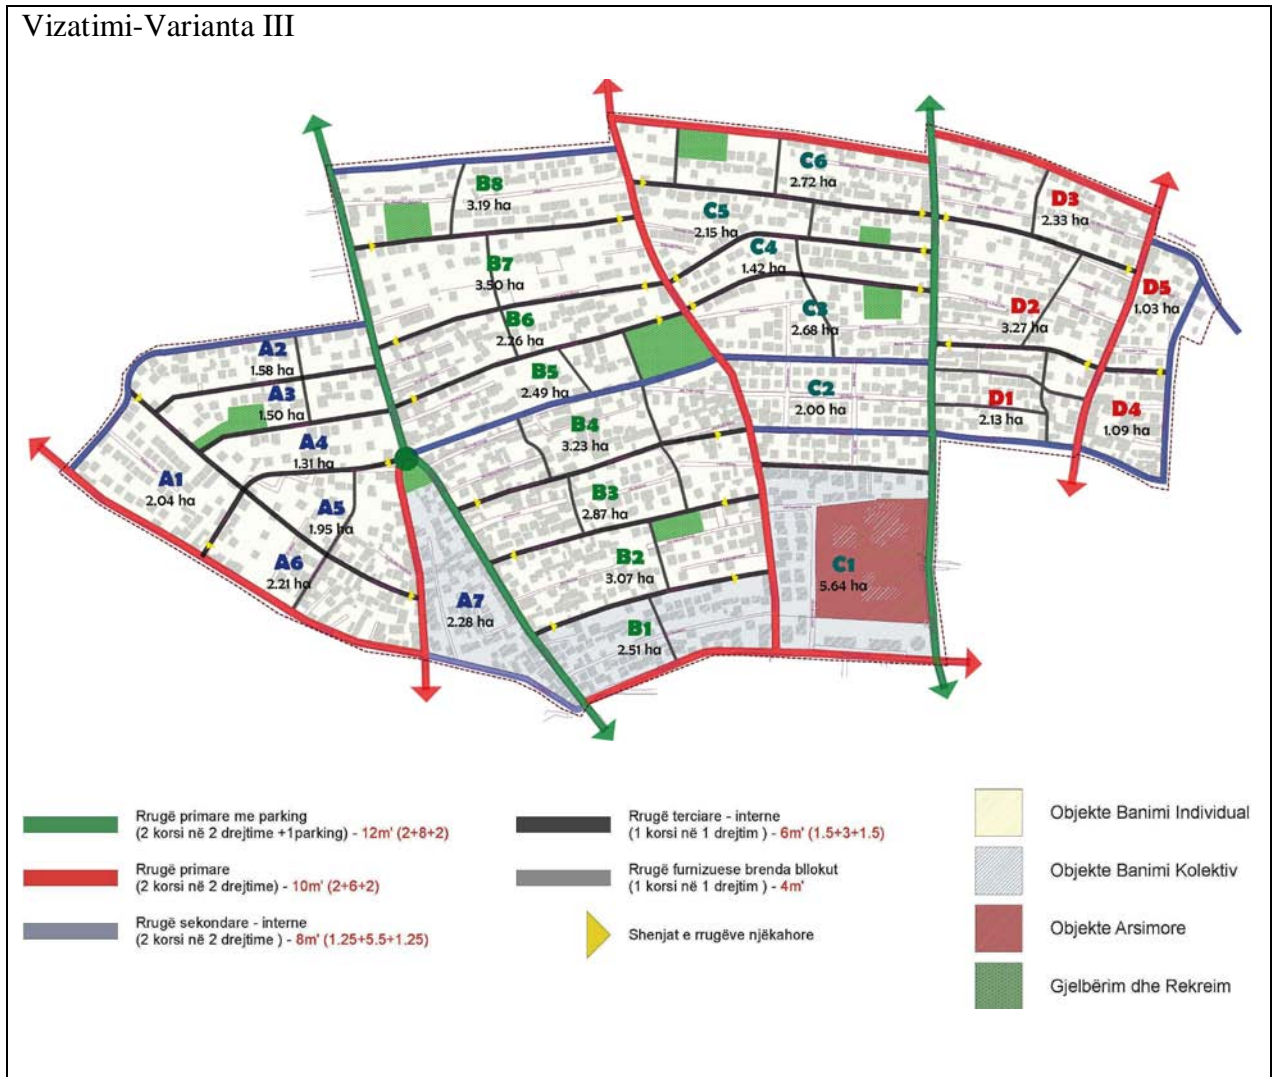 Vizatimi-Varianta III
B8
3.19 ha
C6
2.72 ha
D3
2.33 ha
C5
2.15 ha
C4
1.42 ha
B7
3.50 ha
D5
1.03 ha
D2
3.27 ha
B6
2.26 ha
C3
2.68 ha
A2
1.58 ha
B5
2.49 ha
A3
1.50 ha
C2
2.00 ha
D1
2.13 ha
D4
1.09 ha
B4
3.23 ha
A4
1.31 ha
A1
2.04 ha
B3
2.87 ha
A5
1.95 ha
B2
3.07 ha
C1
5.64 ha
A6
2.21 ha
A7
2.28 ha
B1
2.51 ha
Rrugë primare me parking
(2 korsi në 2 drejtime +1parking) - 12m' (2+8+2)
Rrugë primare
(2 korsi në 2 drejtime) - 10m' (2+6+2)
Rrugë sekondare - interne
(2 korsi në 2 drejtime ) - 8m' (1.25+5.5+1.25)
Rrugë terciare - interne
(1 korsi në 1 drejtim ) - 6m' (1.5+3+1.5)
Rrugë furnizuese brenda bllokut
(1 korsi në 1 drejtim ) - 4m'
Shenjat e rrugëve njëkahore
Objekte Banimi Individual
Objekte Banimi Kolektiv
Objekte Arsimore
Gjelbërim dhe Rekreim